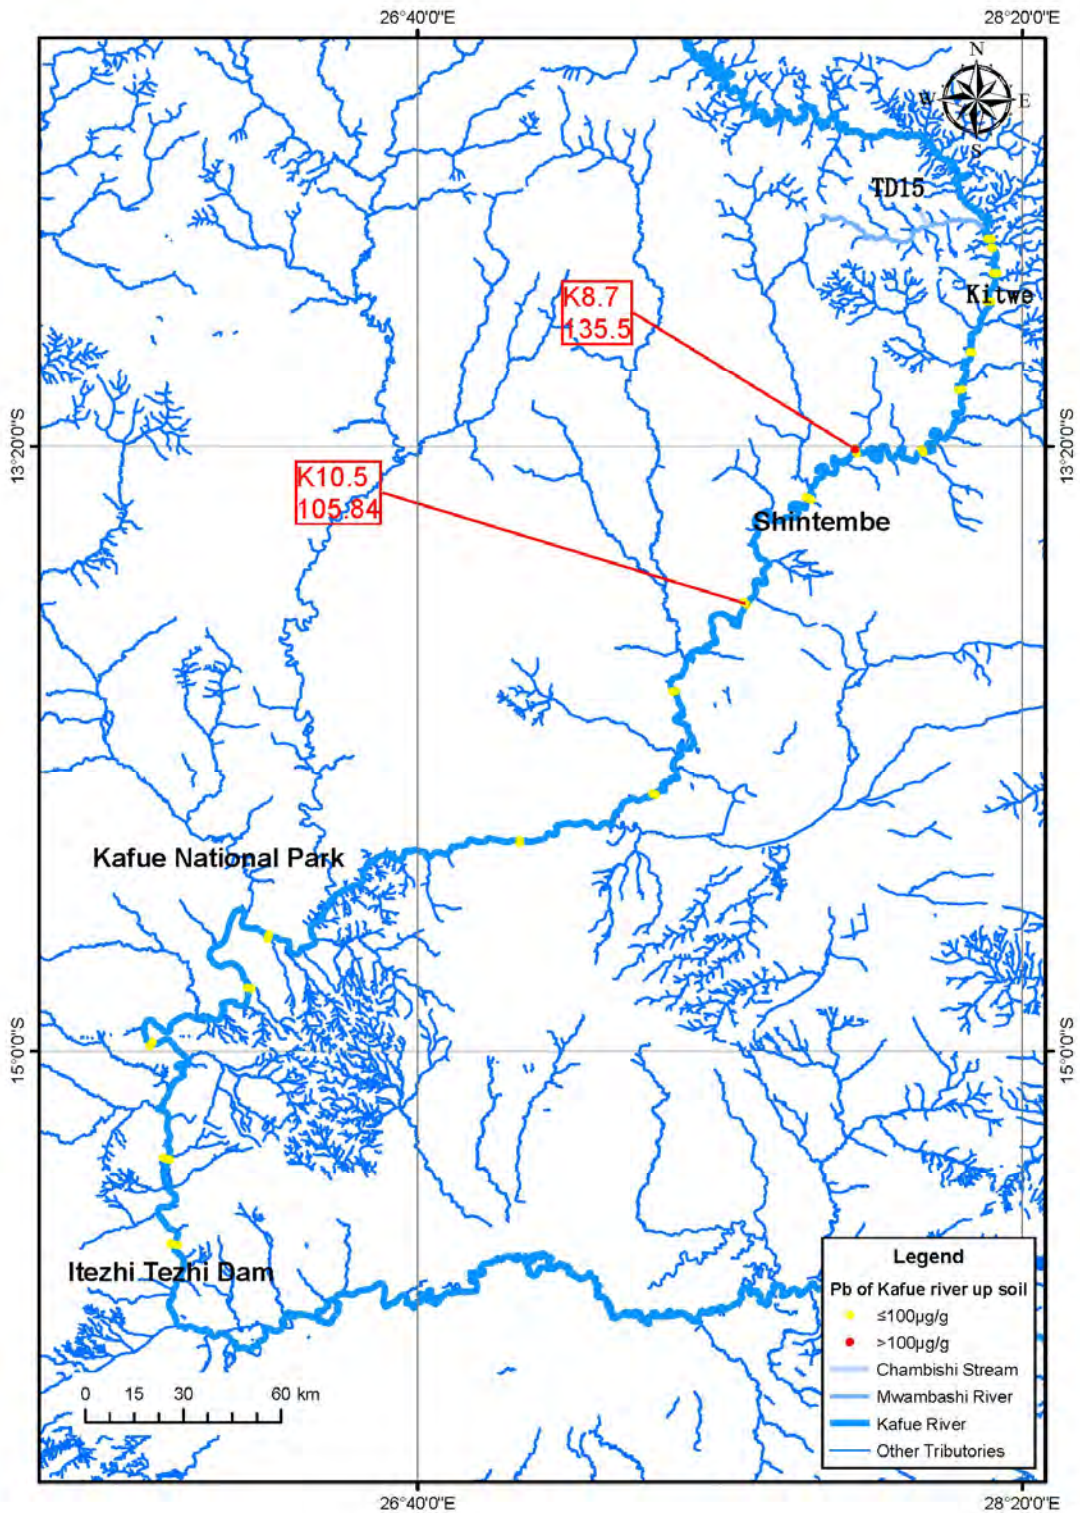 26°40'0"E
28°20'0"E
N
W
E
S
TD15
K8.7
135.5
Kitwe
13°20'0"S
13°20'0"S
K10.5
105.84
Shintembe
Kafue National Park
15°0'0"S
15°0'0"S
Itezhi Tezhi Dam
Legend
Pb of Kafue river up soil
≤100µg/g
>100µg/g
Chambishi Stream
Mwambashi River
Kafue River
Other Tributories
0 15 30 60 km
26°40'0"E
28°20'0"E